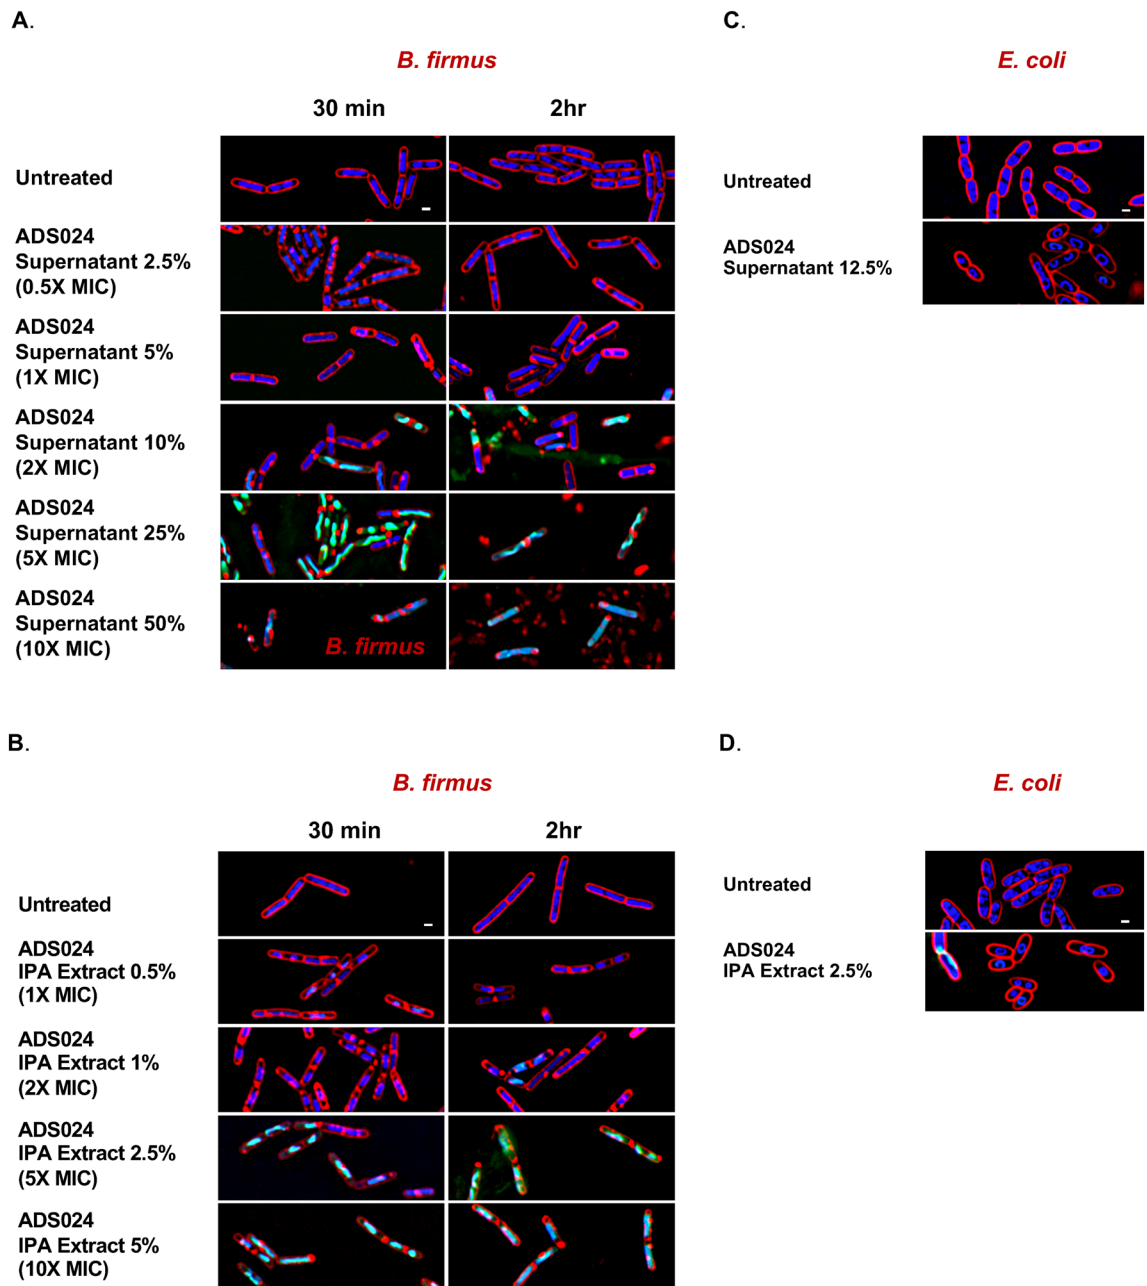 A.
B. firmus
30 min
2hr
Untreated
ADS024
Supernatant 2.5%
(0.5X MIC)
ADS024
Supernatant 5%
(1X MIC)
ADS024
Supernatant 10%
(2X MIC)
ADS024
Supernatant 25%
(5X MIC)
ADS024
Supernatant 50%
(10X MIC)
B. firmus
C.
E. coli
Untreated
ADS024
Supernatant 12.5%
B.
B. firmus
30 min
2hr
Untreated
ADS024
IPA Extract 0.5%
(1X MIC)
ADS024
IPA Extract 1%
(2X MIC)
ADS024
IPA Extract 2.5%
(5X MIC)
ADS024
IPA Extract 5%
(10X MIC)
D.
E. coli
Untreated
ADS024
IPA Extract 2.5%